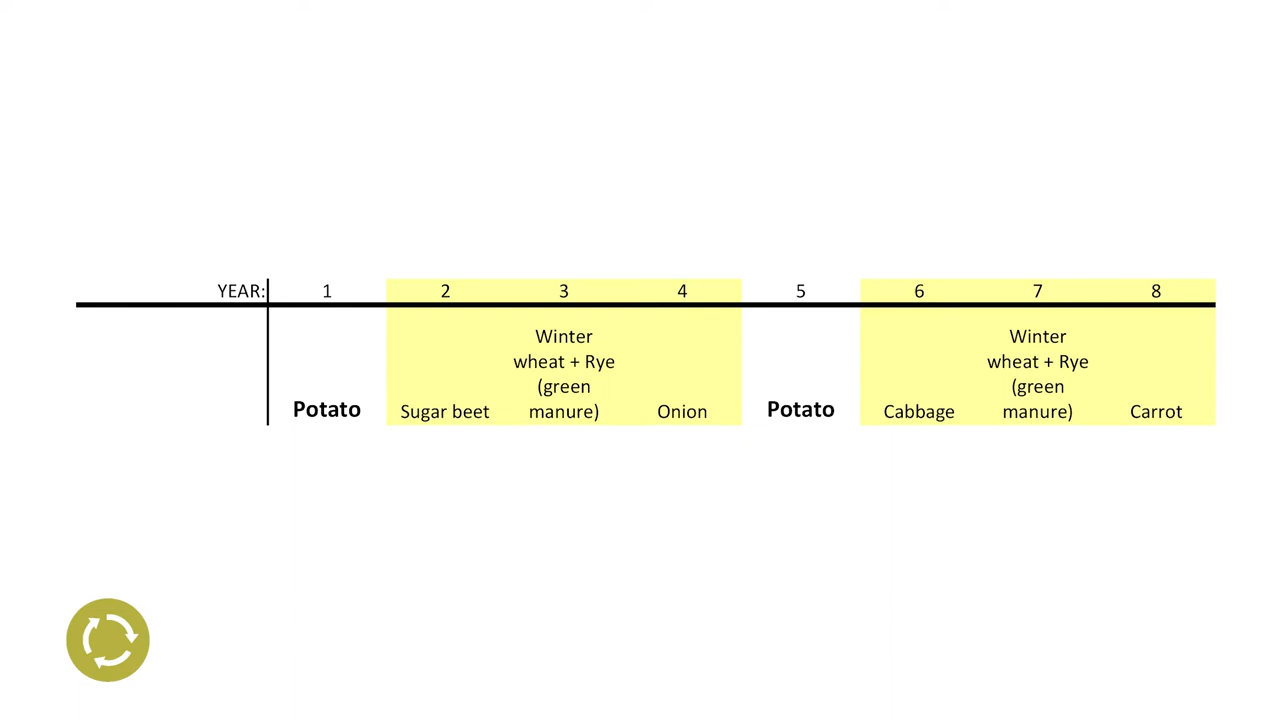 YEAR: 1 2 3 4 5 6 7 8
Winter Winter
wheat + Rye wheat + Rye
(green (green
Potato Sugar beet manure) Onion Potato Cabbage manure) Carrot